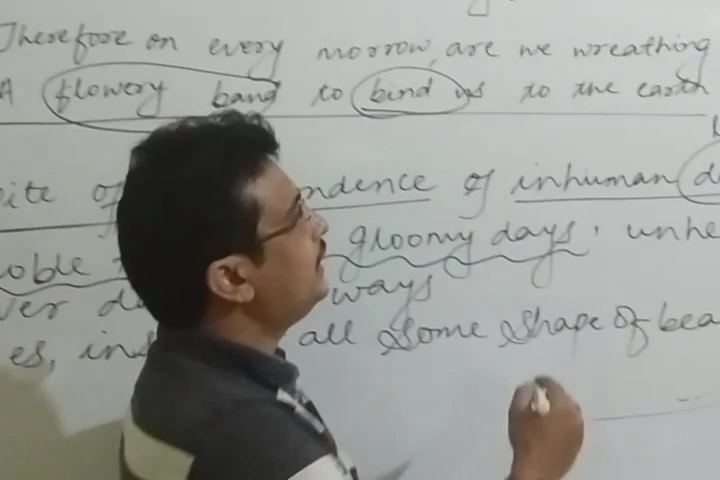 Therefore on every morrow, are we wreathing
A flowery band to bind us to the earth
ite of ndence of inhuman d
oble gloomy days, unhe
ver d ways
es, in all some shape of bea